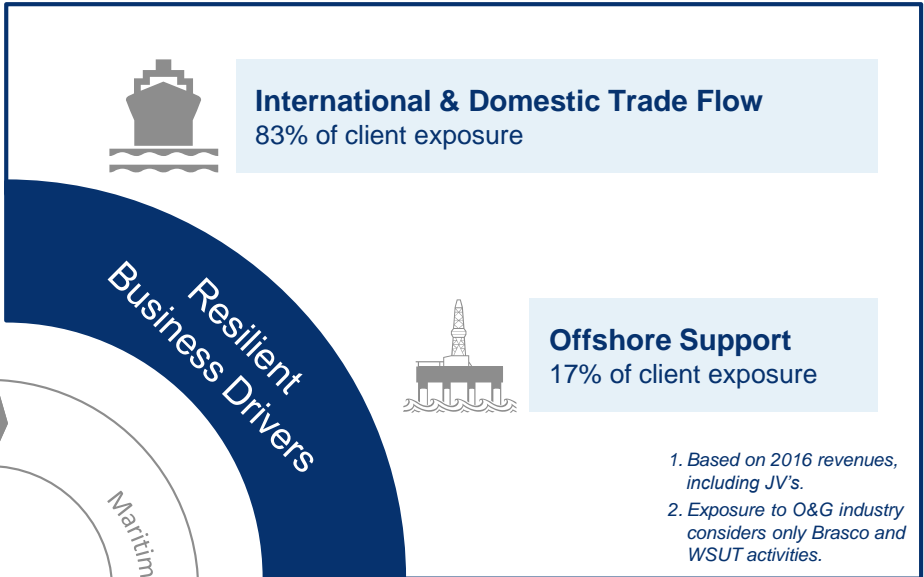 International & Domestic Trade Flow
83% of client exposure
Resilient
Business Drivers
Offshore Support
17% of client exposure
1. Based on 2016 revenues,
including JV's.
2. Exposure to O&G industry
considers only Brasco and
WSUT activities.
Maritim